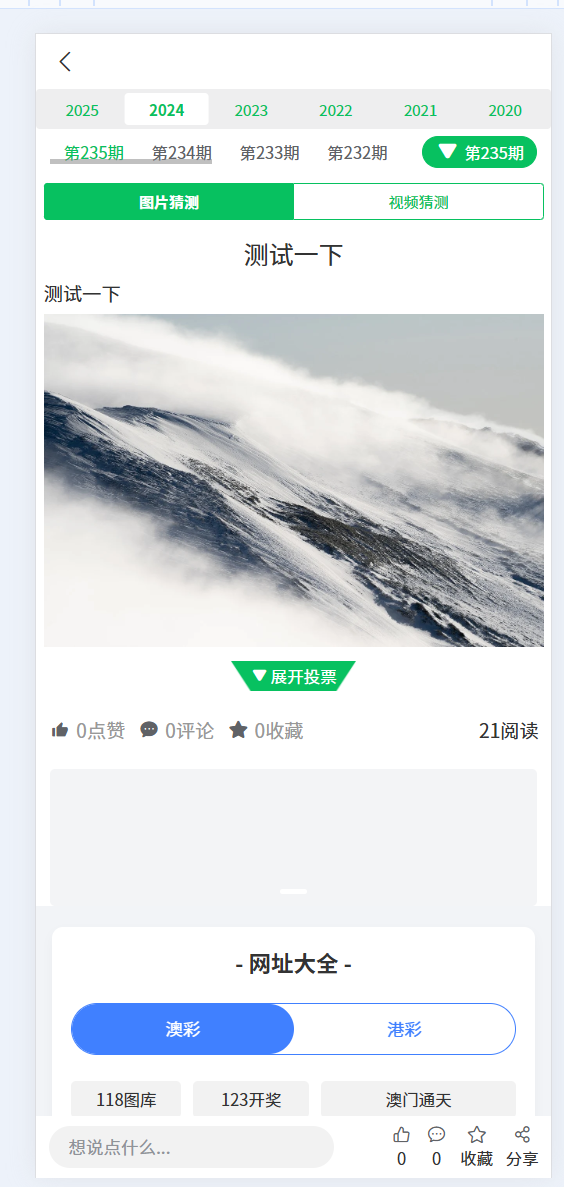 2025 2024 2023 2022 2021 2020
第235期 第234期 第233期 第232期 第235期
图片猜测 视频猜测
测试一下
测试一下
展开投票
0点赞 0评论 0收藏 21阅读
- 网址大全 -
澳彩 港彩
118图库 123开奖 澳门通天
想说点什么... 0 0 收藏 分享